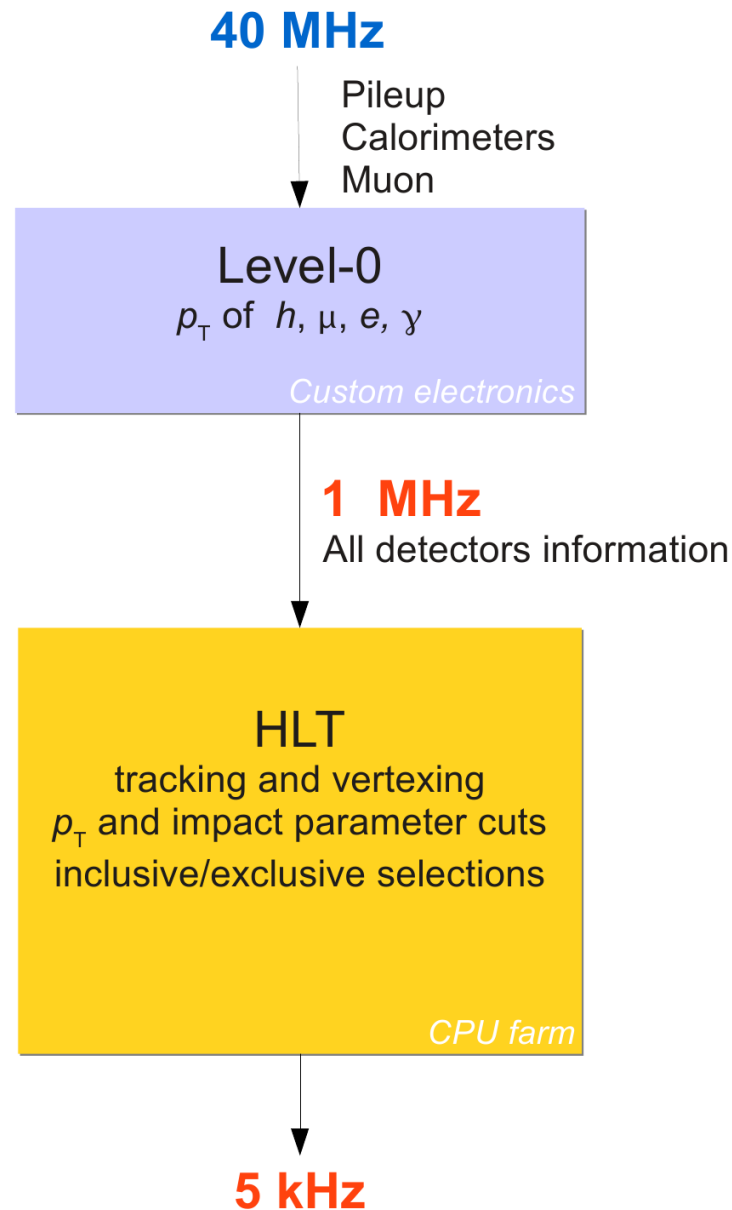 40 MHz
Pileup
Calorimeters
Muon
Level-0
pT of h, μ, e, γ
Custom electronics
1 MHz
All detectors information
HLT
tracking and vertexing
pT and impact parameter cuts
inclusive/exclusive selections
CPU farm
5 kHz